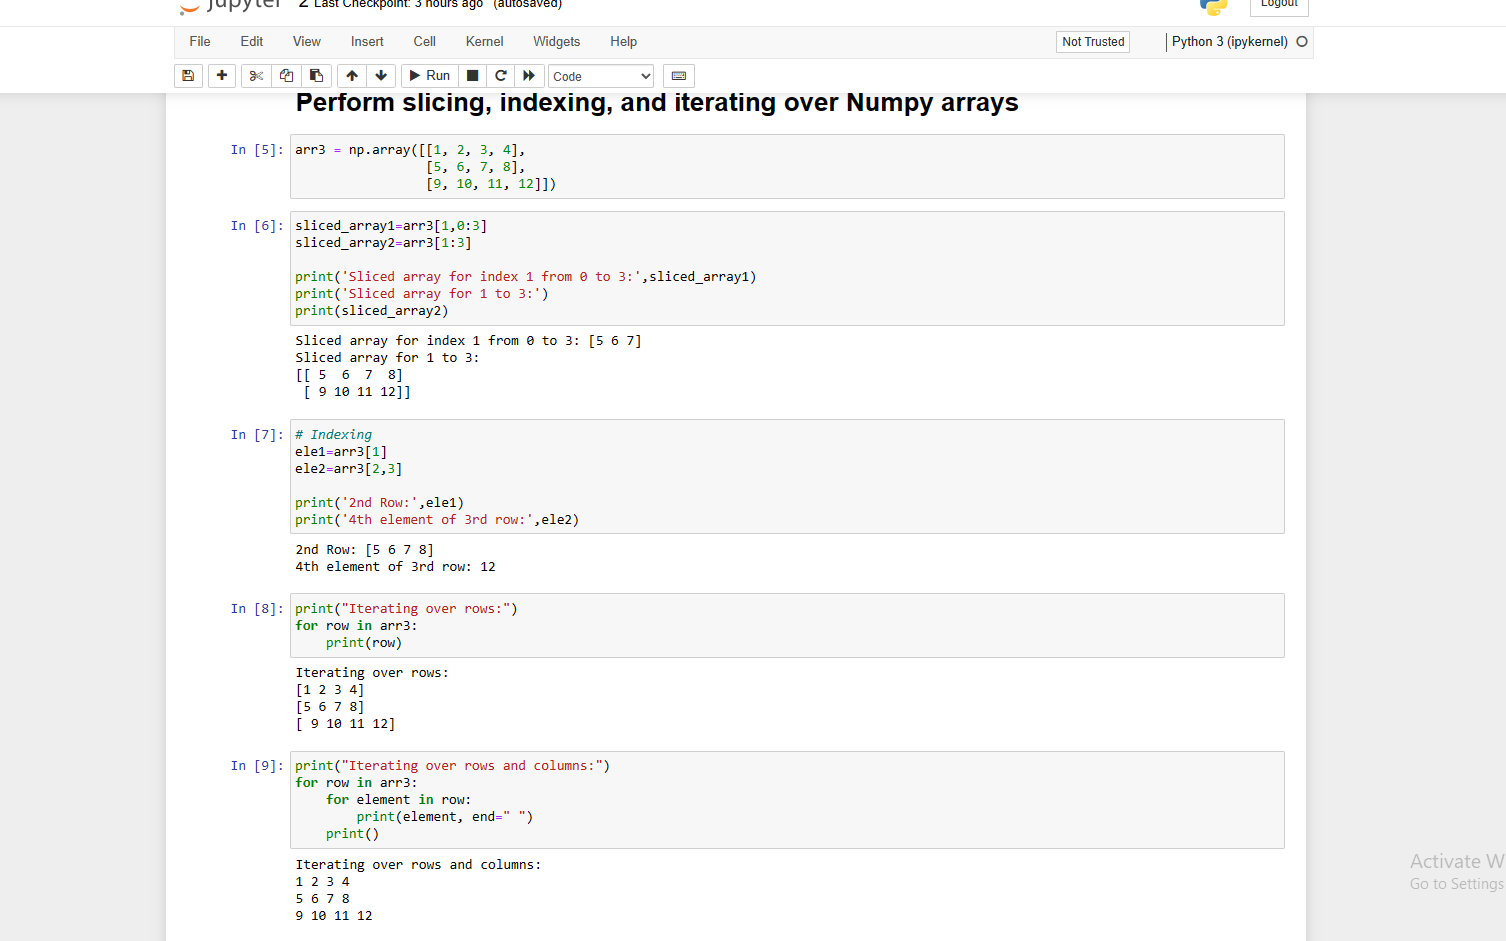 jupyter 2 Last Checkpoint: 3 hours ago (autosaved)
Logout
File Edit View Insert Cell Kernel Widgets Help
Not Trusted
Python 3 (ipykernel)
Run
Code
Perform slicing, indexing, and iterating over Numpy arrays
In [5]: arr3 = np.array([[1, 2, 3, 4],
[5, 6, 7, 8],
[9, 10, 11, 12]])
In [6]: sliced_array1=arr3[1,0:3]
sliced_array2=arr3[1:3]
print('Sliced array for index 1 from 0 to 3:',sliced_array1)
print('Sliced array for 1 to 3:')
print(sliced_array2)
Sliced array for index 1 from 0 to 3: [5 6 7]
Sliced array for 1 to 3:
[[ 5  6  7  8]
 [ 9 10 11 12]]
In [7]: # Indexing
ele1=arr3[1]
ele2=arr3[2,3]
print('2nd Row:',ele1)
print('4th element of 3rd row:',ele2)
2nd Row: [5 6 7 8]
4th element of 3rd row: 12
In [8]: print("Iterating over rows:")
for row in arr3:
    print(row)
Iterating over rows:
[1 2 3 4]
[5 6 7 8]
[ 9 10 11 12]
In [9]: print("Iterating over rows and columns:")
for row in arr3:
    for element in row:
        print(element, end=" ")
    print()
Iterating over rows and columns:
1 2 3 4
5 6 7 8
9 10 11 12
Activate W
Go to Settings